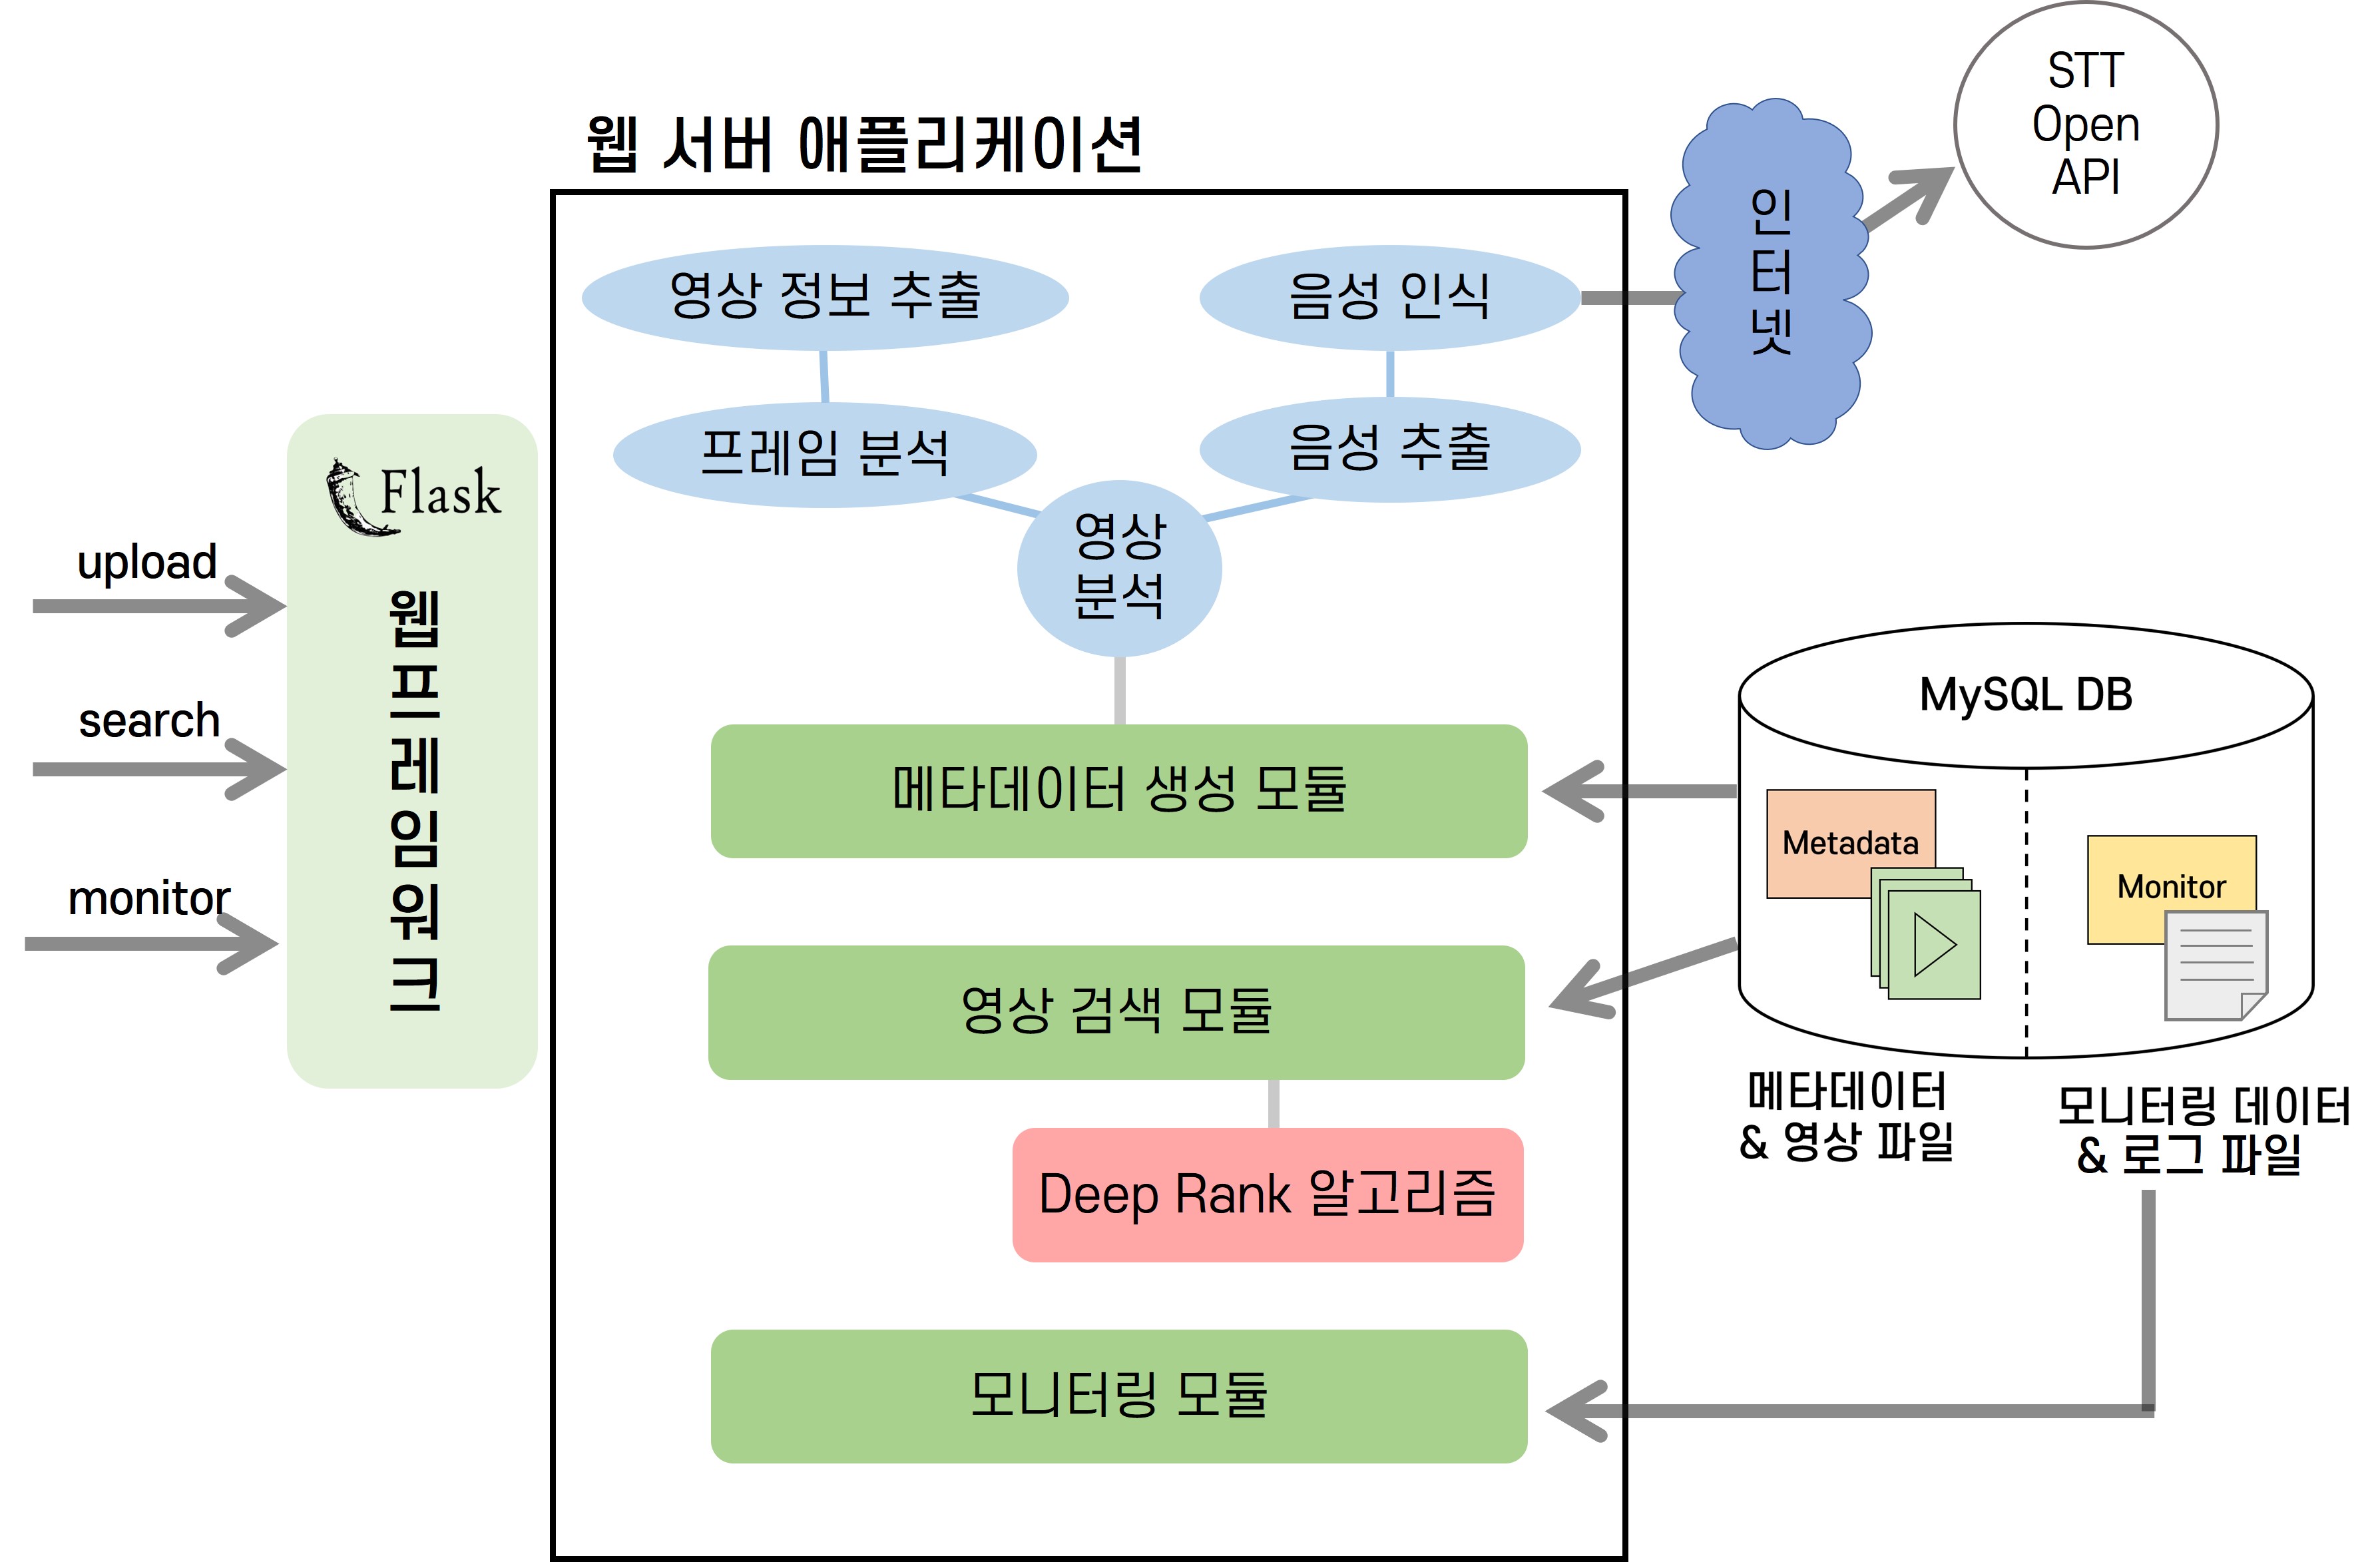 웹 서버 애플리케이션
STT
Open
API
인터넷
영상 정보 추출
음성 인식
프레임 분석
음성 추출
영상
분석
Flask
웹프레임워크
upload
search
monitor
메타데이터 생성 모듈
영상 검색 모듈
Deep Rank 알고리즘
모니터링 모듈
MySQL DB
Metadata
Monitor
메타데이터
& 영상 파일
모니터링 데이터
& 로그 파일